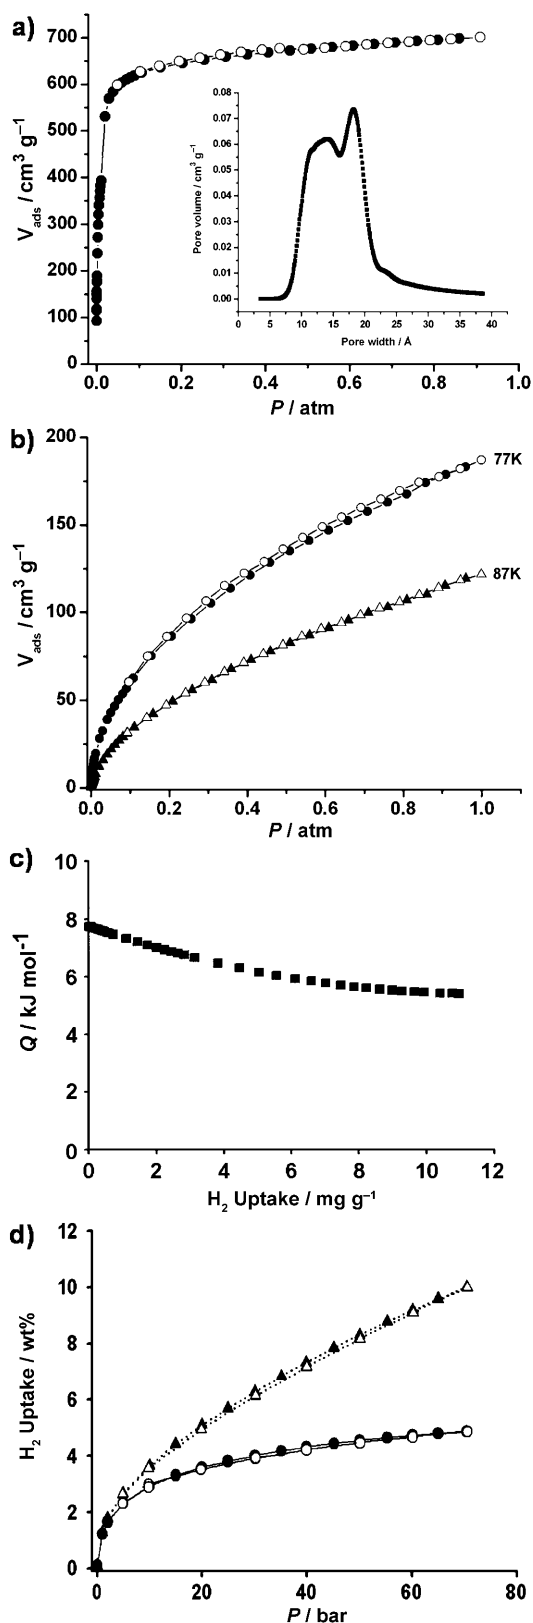 a)
700
600
500
400
300
200
100
0
V_ads / cm³ g⁻¹
0.0 0.2 0.4 0.6 0.8 1.0
P / atm
0.08
0.07
0.06
0.05
0.04
0.03
0.02
0.01
0.00
Pore volume / cm³ g⁻¹
0 5 10 15 20 25 30 35 40
Pore width / Å
b)
200
150
100
50
0
V_ads / cm³ g⁻¹
77K
87K
0.0 0.2 0.4 0.6 0.8 1.0
P / atm
c)
10
8
6
4
2
0
Q / kJ mol⁻¹
0 2 4 6 8 10 12
H₂ Uptake / mg g⁻¹
d)
12
10
8
6
4
2
0
H₂ Uptake / wt%
0 20 40 60 80
P / bar